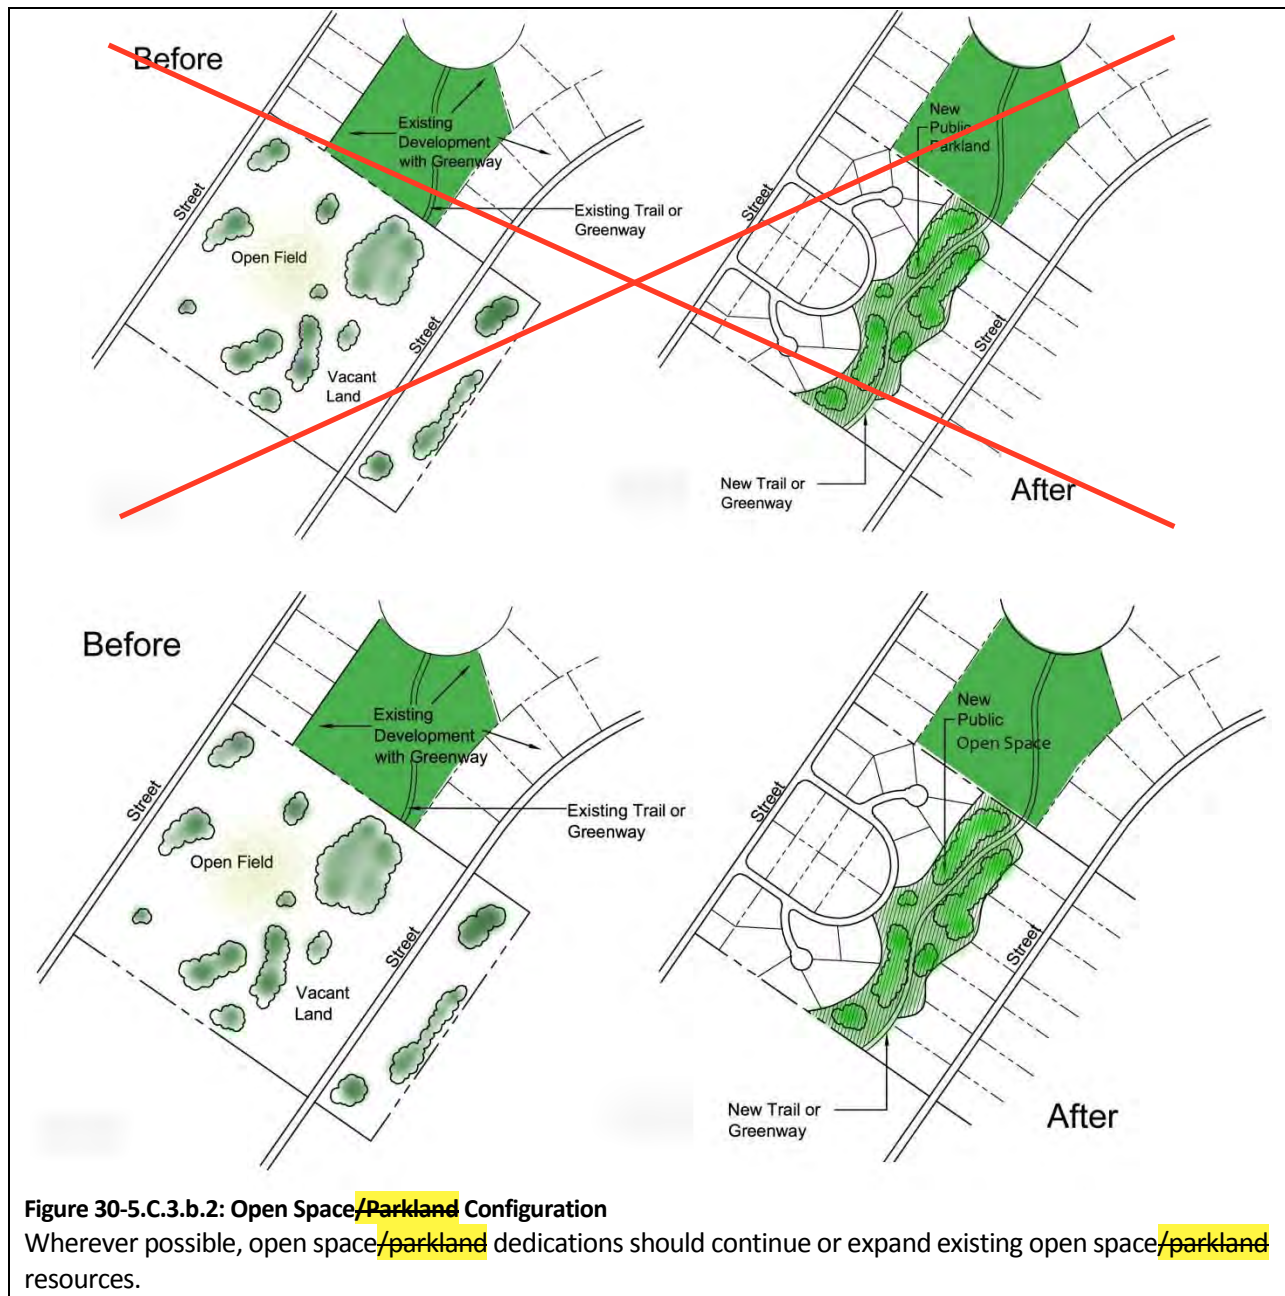 Before
Existing
Development
with Greenway
Street
Existing Trail or
Greenway
Open Field
Street
Vacant
Land
New
Public
Parkland
Street
Street
New Trail or
Greenway
After
Before
Existing
Development
with Greenway
Street
Existing Trail or
Greenway
Open Field
Street
Vacant
Land
New
Public
Open Space
Street
Street
New Trail or
Greenway
After
Figure 30-5.C.3.b.2: Open Space/Parkland Configuration
Wherever possible, open space/parkland dedications should continue or expand existing open space/parkland
resources.